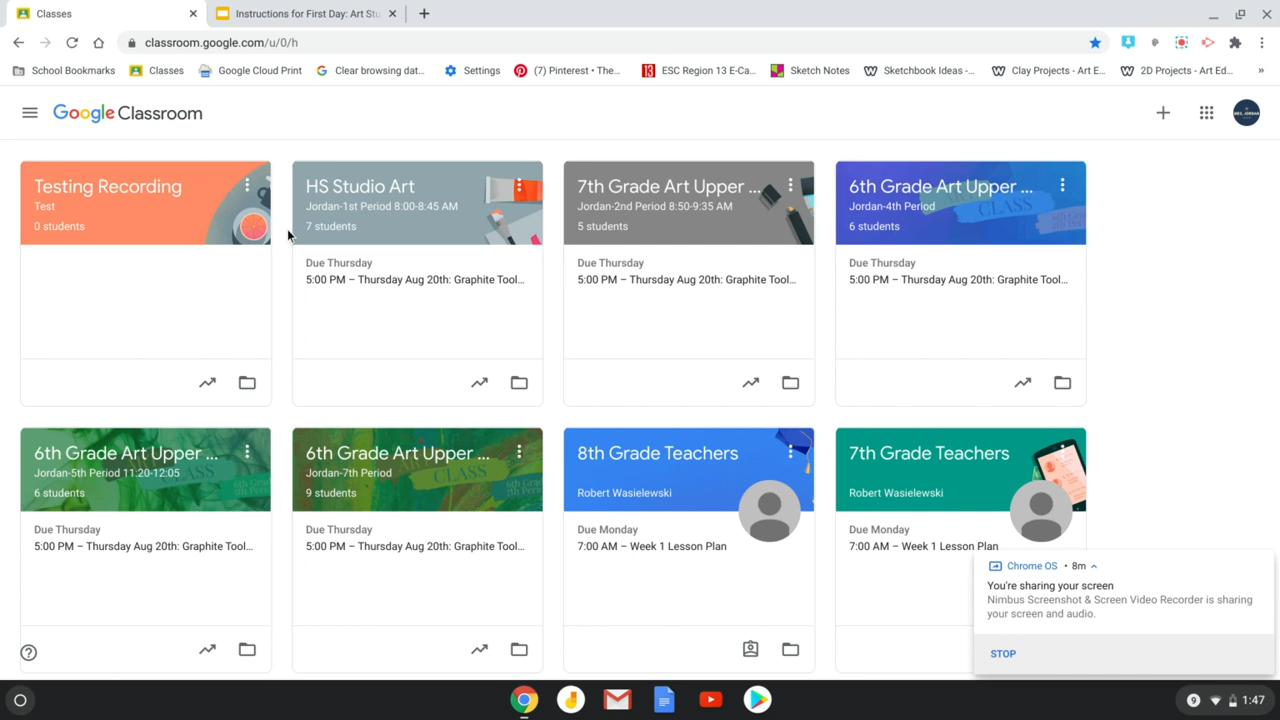 Classes
Instructions for First Day: Art Stu
classroom.google.com/u/0/h
School Bookmarks
Classes
Google Cloud Print
Clear browsing dat...
Settings
(7) Pinterest • The...
ESC Region 13 E-Ca...
Sketch Notes
Sketchbook Ideas -...
Clay Projects - Art E...
2D Projects - Art Ed...
Google Classroom
Testing Recording
Test
0 students
HS Studio Art
Jordan-1st Period 8:00-8:45 AM
7 students
Due Thursday
5:00 PM – Thursday Aug 20th: Graphite Tool...
7th Grade Art Upper ...
Jordan-2nd Period 8:50-9:35 AM
5 students
Due Thursday
5:00 PM – Thursday Aug 20th: Graphite Tool...
6th Grade Art Upper ...
Jordan-4th Period
6 students
CLASS
Due Thursday
5:00 PM – Thursday Aug 20th: Graphite Tool...
6th Grade Art Upper ...
Jordan-5th Period 11:20-12:05
6 students
CLASS
Due Thursday
5:00 PM – Thursday Aug 20th: Graphite Tool...
6th Grade Art Upper ...
Jordan-7th Period
9 students
CLASS
Due Thursday
5:00 PM – Thursday Aug 20th: Graphite Tool...
8th Grade Teachers
Robert Wasielewski
Due Monday
7:00 AM – Week 1 Lesson Plan
7th Grade Teachers
Robert Wasielewski
Due Monday
7:00 AM – Week 1 Lesson Plan
Chrome OS • 8m
You're sharing your screen
Nimbus Screenshot & Screen Video Recorder is sharing
your screen and audio.
STOP
9
1:47